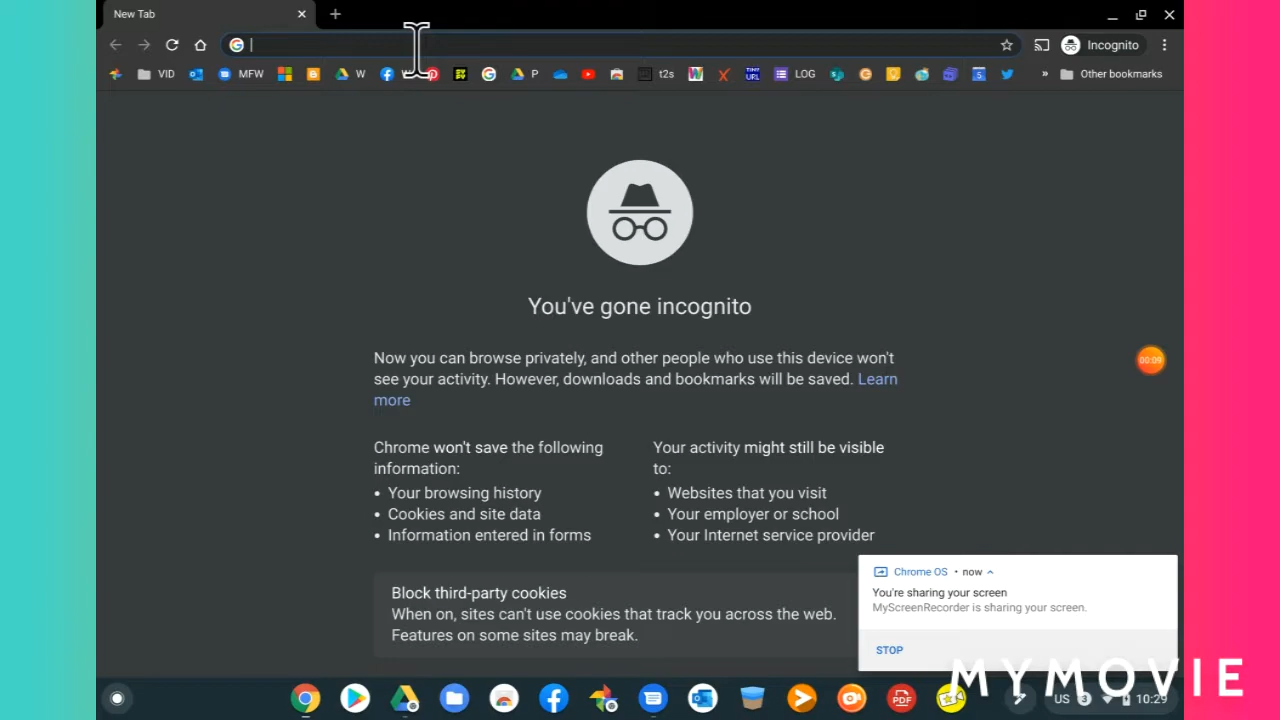 New Tab
Incognito
VID
MFW
W
P
t2s
TINY
URL
LOG
»
Other bookmarks
You've gone incognito
Now you can browse privately, and other people who use this device won't
see your activity. However, downloads and bookmarks will be saved. Learn
more
00:09
Chrome won't save the following
information:
• Your browsing history
• Cookies and site data
• Information entered in forms
Your activity might still be visible
to:
• Websites that you visit
• Your employer or school
• Your Internet service provider
Block third-party cookies
When on, sites can't use cookies that track you across the web.
Features on some sites may break.
Chrome OS • now
You're sharing your screen
MyScreenRecorder is sharing your screen.
STOP
MYMOVIE
PDF
US 3 10:29